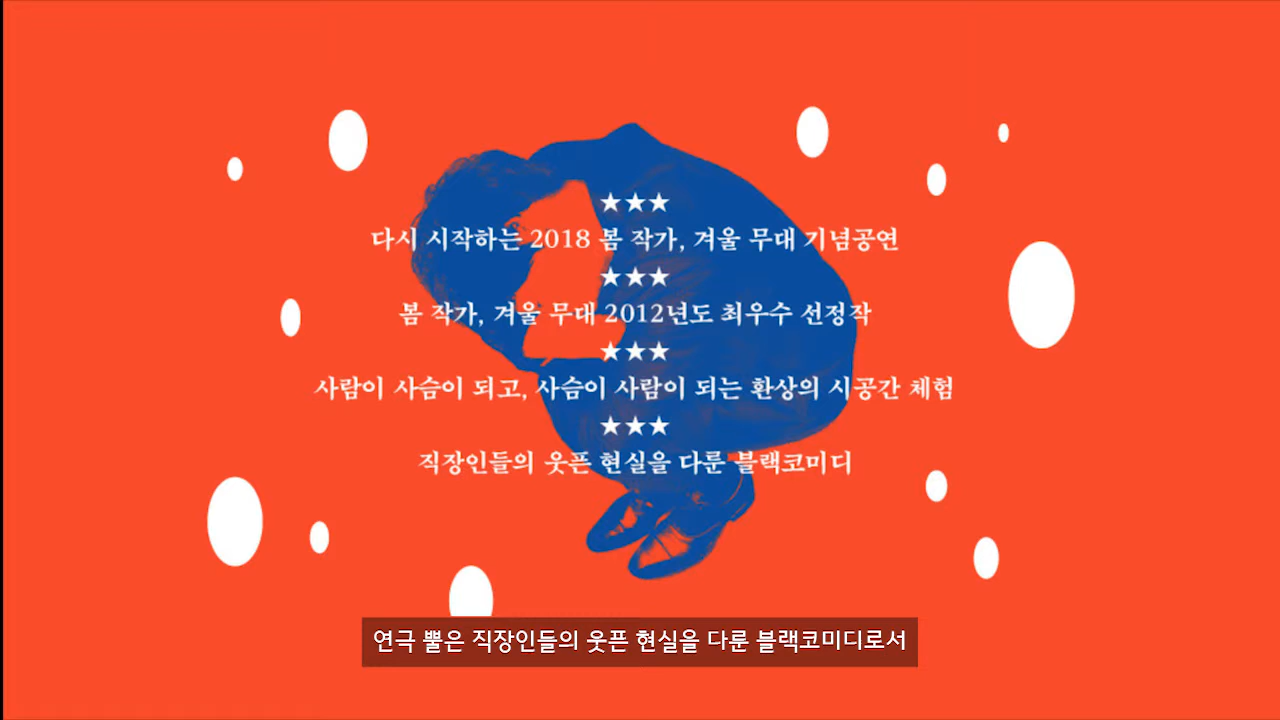 ★★★
다시 시작하는 2018 봄 작가, 겨울 무대 기념공연
★★★
봄 작가, 겨울 무대 2012년도 최우수 선정작
★★★
사람이 사슴이 되고, 사슴이 사람이 되는 환상의 시공간 체험
★★★
직장인들의 웃픈 현실을 다룬 블랙코미디
연극 뿔은 직장인들의 웃픈 현실을 다룬 블랙코미디로서